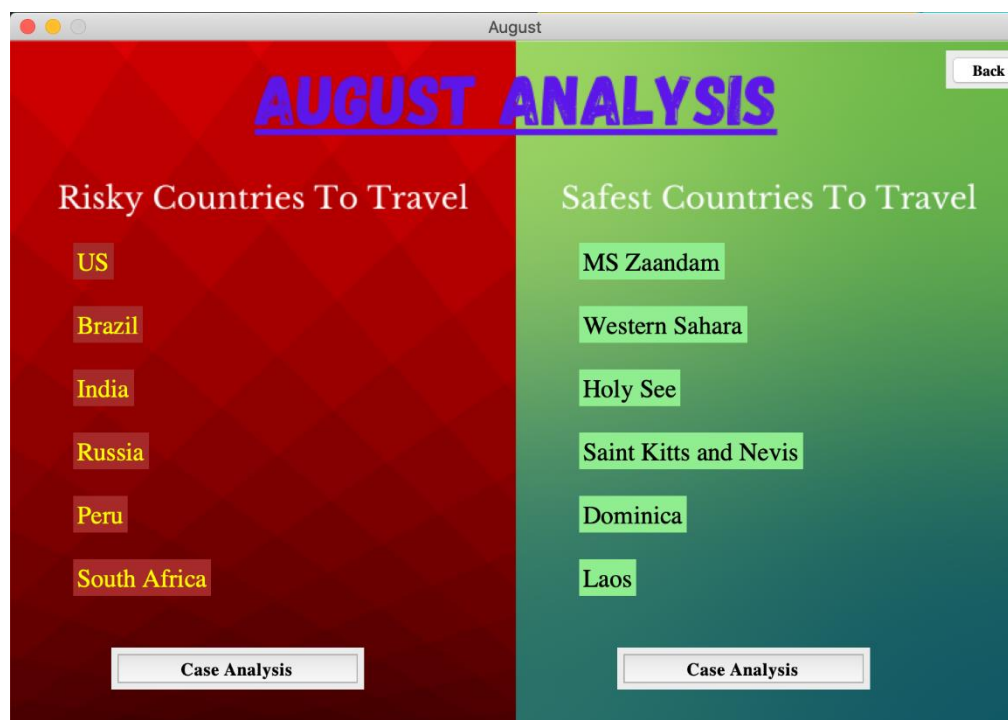 August
Back
AUGUST ANALYSIS
Risky Countries To Travel
US
Brazil
India
Russia
Peru
South Africa
Case Analysis
Safest Countries To Travel
MS Zaandam
Western Sahara
Holy See
Saint Kitts and Nevis
Dominica
Laos
Case Analysis